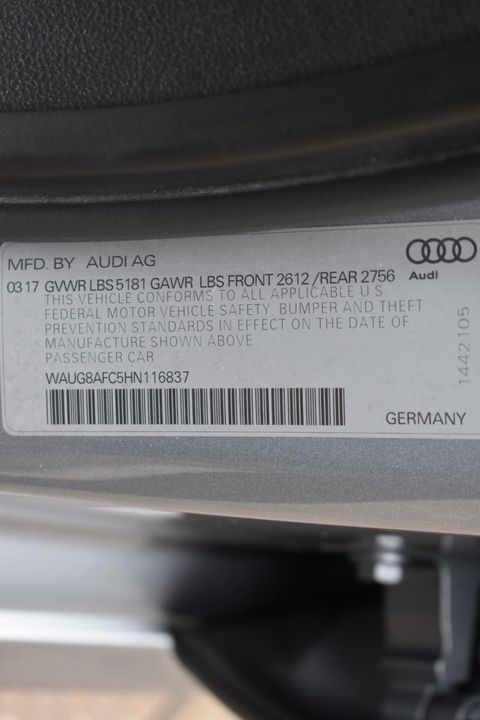 MFD. BY AUDI AG
Audi
03 17 GVWR LBS 5181 GAWR LBS FRONT 2612 / REAR 2756
THIS VEHICLE CONFORMS TO ALL APPLICABLE U S
FEDERAL MOTOR VEHICLE SAFETY, BUMPER AND THEFT
PREVENTION STANDARDS IN EFFECT ON THE DATE OF
MANUFACTURE SHOWN ABOVE
PASSENGER CAR
WAUG8AFC5HN116837
GERMANY
1442105